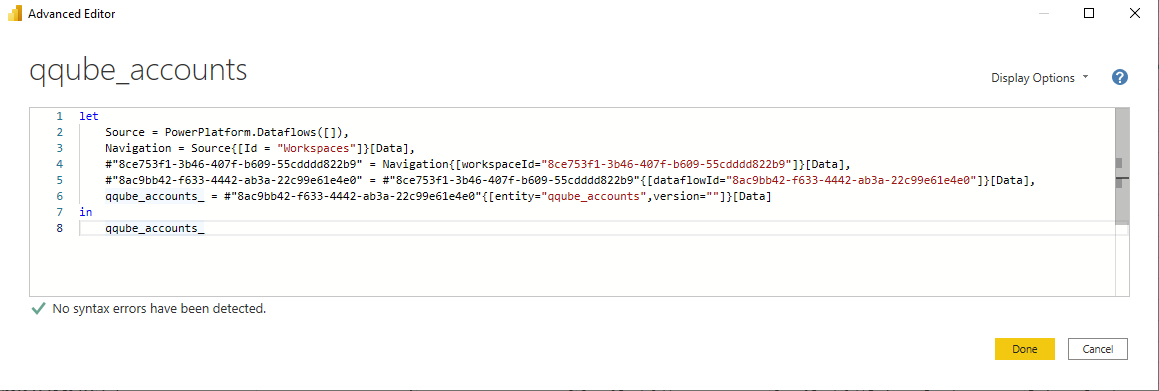 Advanced Editor
qqube_accounts
Display Options
?
1 let
2 Source = PowerPlatform.Dataflows([]),
3 Navigation = Source{[Id = "Workspaces"]}[Data],
4 #"8ce753f1-3b46-407f-b609-55cdddd822b9" = Navigation{[workspaceId="8ce753f1-3b46-407f-b609-55cdddd822b9"]}[Data],
5 #"8ac9bb42-f633-4442-ab3a-22c99e61e4e0" = #"8ce753f1-3b46-407f-b609-55cdddd822b9"{[dataflowId="8ac9bb42-f633-4442-ab3a-22c99e61e4e0"]}[Data],
6 qqube_accounts_ = #"8ac9bb42-f633-4442-ab3a-22c99e61e4e0"{[entity="qqube_accounts",version=""]}[Data]
7 in
8 qqube_accounts_
No syntax errors have been detected.
Done Cancel